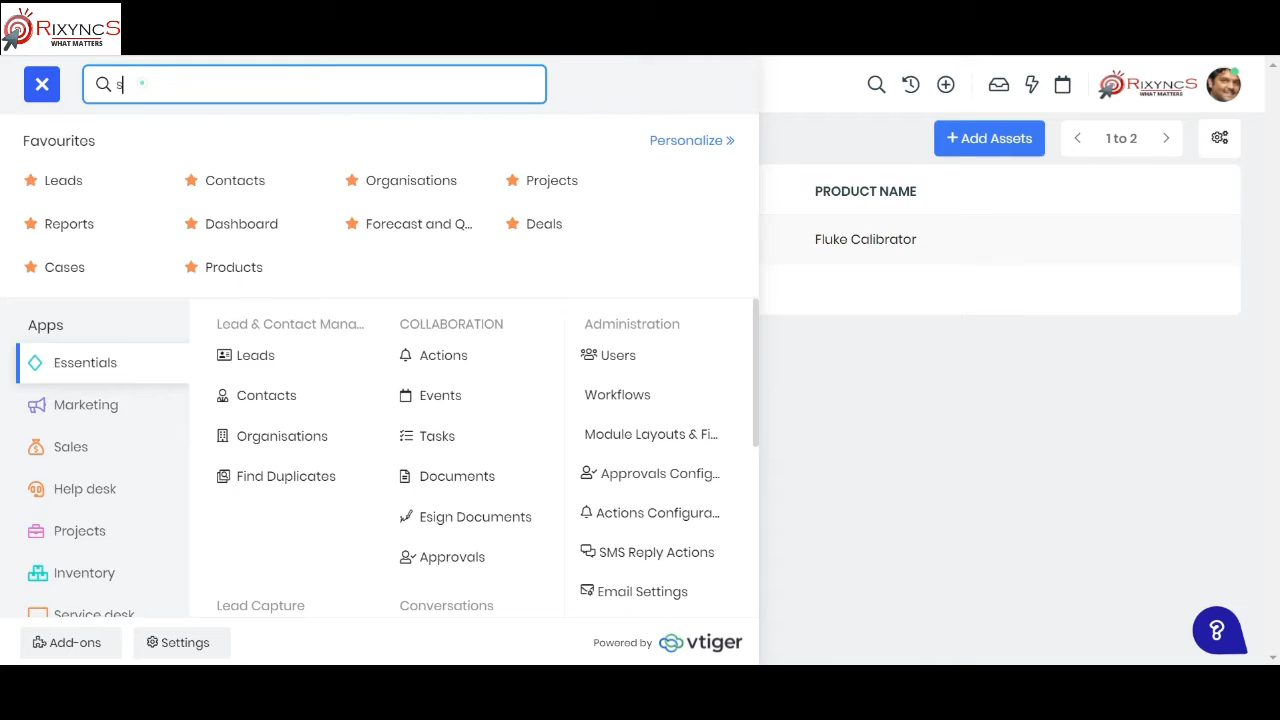 RIXYNCS
WHAT MATTERS
s
RIXYNCS
WHAT MATTERS
Favourites
Personalize »
+ Add Assets
1 to 2
Leads
Contacts
Organisations
Projects
PRODUCT NAME
Reports
Dashboard
Forecast and Q...
Deals
Fluke Calibrator
Cases
Products
Apps
Essentials
Marketing
Sales
Help desk
Projects
Inventory
Service desk
Lead & Contact Mana...
Leads
Contacts
Organisations
Find Duplicates
Lead Capture
COLLABORATION
Actions
Events
Tasks
Documents
Esign Documents
Approvals
Conversations
Administration
Users
Workflows
Module Layouts & Fi...
Approvals Config...
Actions Configura...
SMS Reply Actions
Email Settings
Add-ons
Settings
Powered by vtiger
?